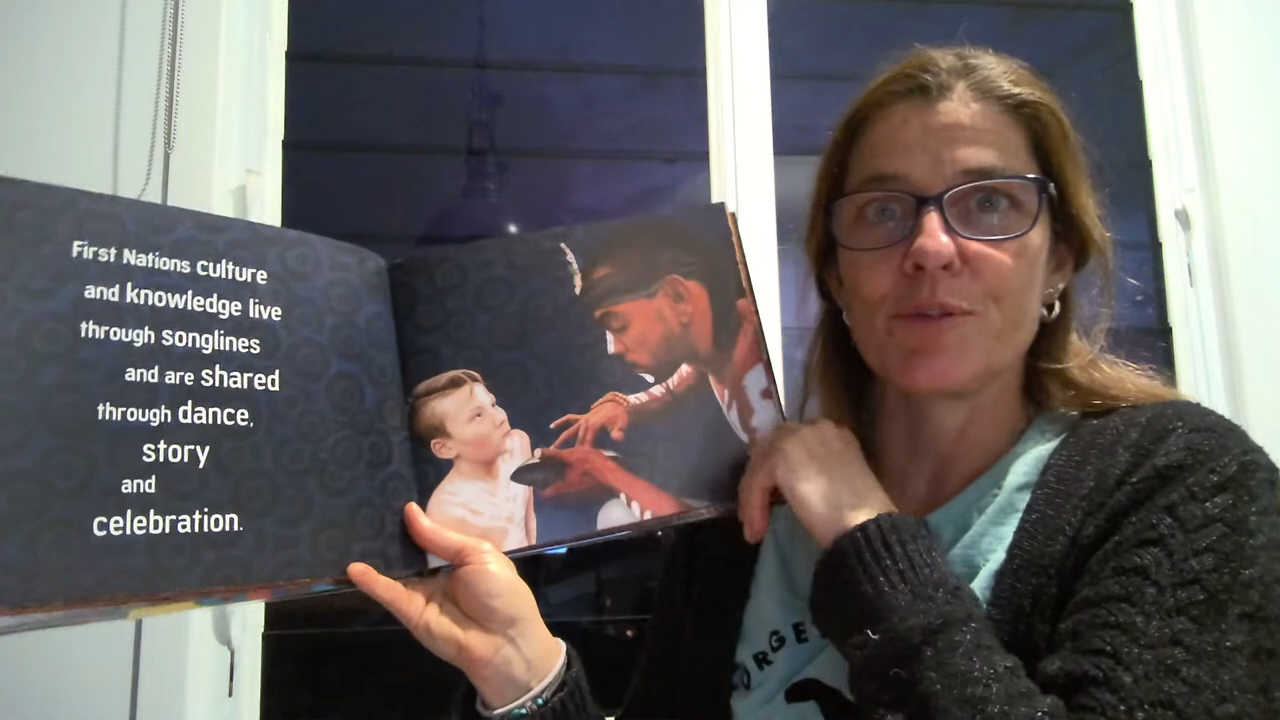 First Nations culture
and knowledge live
through songlines
and are shared
through dance,
story
and
celebration.